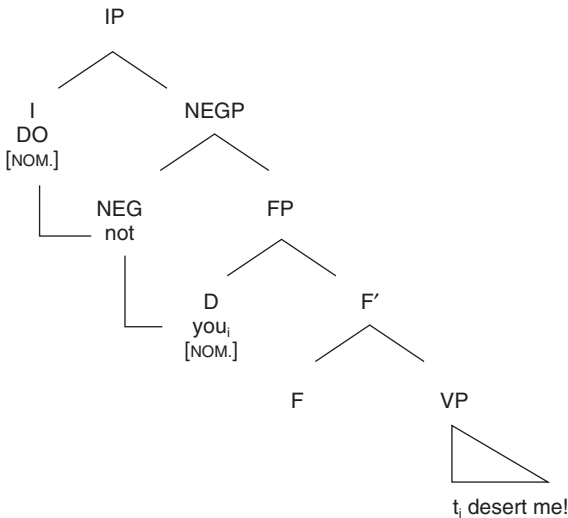 IP
I NEGP
DO
[NOM.]
NEG FP
not
D F′
youᵢ
[NOM.]
F VP
tᵢ desert me!